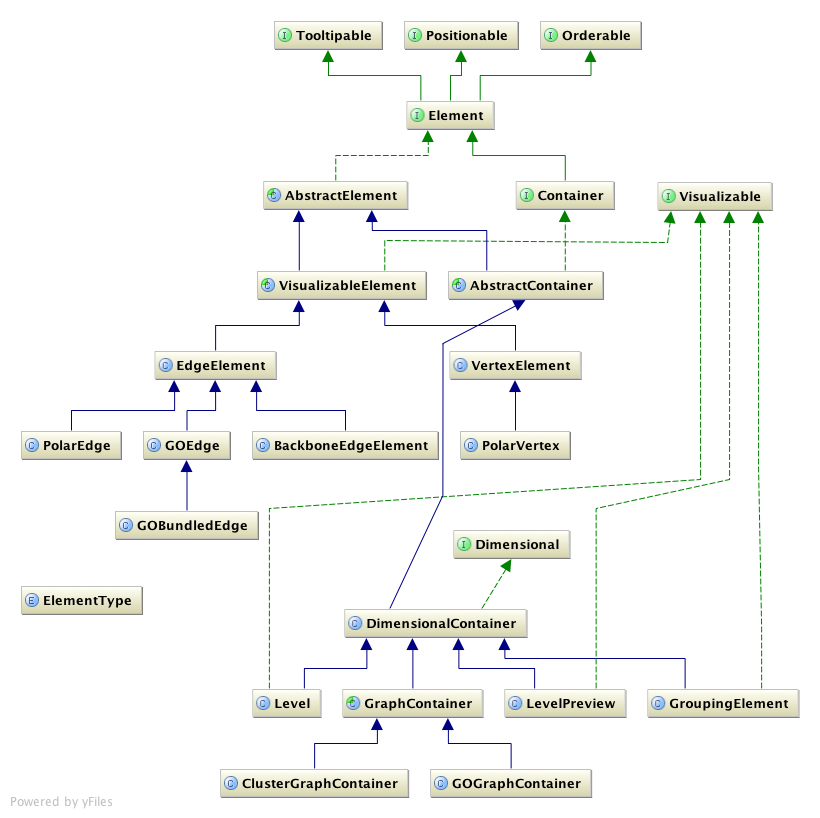 I Tooltipable
I Positionable
I Orderable
I Element
C AbstractElement
I Container
I Visualizable
C VisualizableElement
C AbstractContainer
C EdgeElement
C VertexElement
C PolarEdge
C GOEdge
C BackboneEdgeElement
C PolarVertex
C GOBundledEdge
I Dimensional
E ElementType
C DimensionalContainer
C Level
C GraphContainer
C LevelPreview
C GroupingElement
C ClusterGraphContainer
C GOGraphContainer
Powered by yFiles